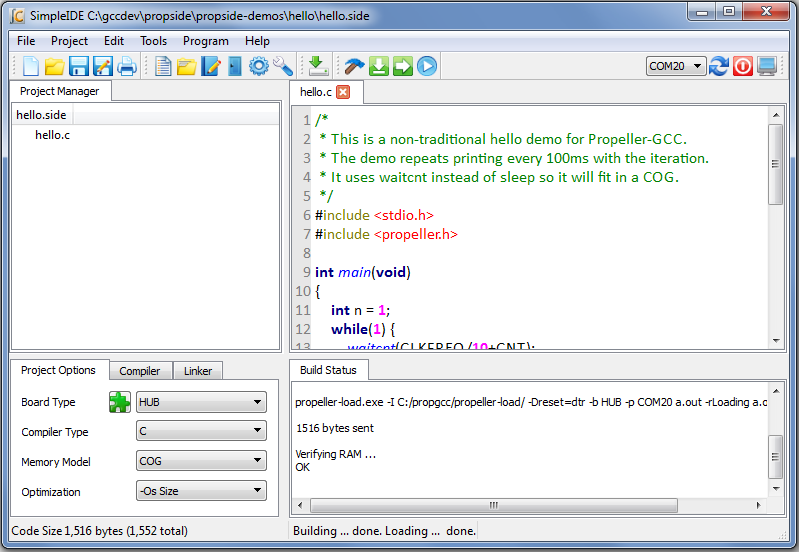 SimpleIDE C:\gccdev\propside\propside-demos\hello\hello.side
File Project Edit Tools Program Help
COM20
Project Manager
hello.side
hello.c
hello.c
1 /*
2 * This is a non-traditional hello demo for Propeller-GCC.
3 * The demo repeats printing every 100ms with the iteration.
4 * It uses waitcnt instead of sleep so it will fit in a COG.
5 */
6 #include <stdio.h>
7 #include <propeller.h>
8
9 int main(void)
10 {
11 int n = 1;
12 while(1) {
13 waitcnt(CLKFREQ/10+CNT);
Project Options Compiler Linker
Board Type HUB
Compiler Type C
Memory Model COG
Optimization -Os Size
Build Status
propeller-load.exe -I C:/propgcc/propeller-load/ -Dreset=dtr -b HUB -p COM20 a.out -rLoading a.o
1516 bytes sent
Verifying RAM ...
OK
Code Size 1,516 bytes (1,552 total)
Building ... done. Loading ... done.